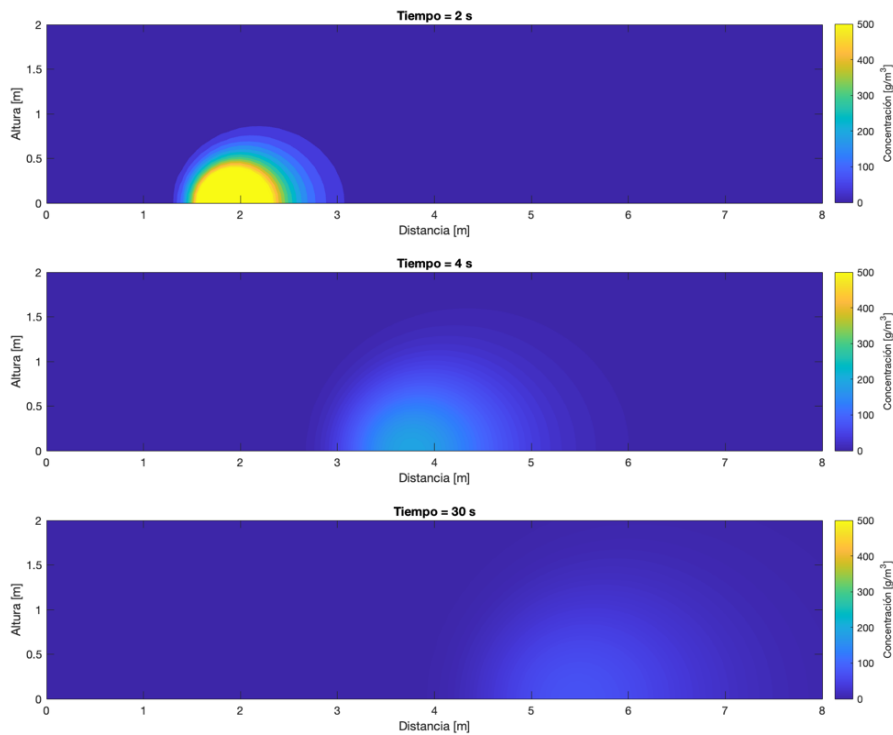 Tiempo = 2 s
2
1.5
1
0.5
0
Altura [m]
0 1 2 3 4 5 6 7 8
Distancia [m]
500
400
300
200
100
0
Concentración [g/m³]
Tiempo = 4 s
2
1.5
1
0.5
0
Altura [m]
0 1 2 3 4 5 6 7 8
Distancia [m]
500
400
300
200
100
0
Concentración [g/m³]
Tiempo = 30 s
2
1.5
1
0.5
0
Altura [m]
0 1 2 3 4 5 6 7 8
Distancia [m]
500
400
300
200
100
0
Concentración [g/m³]